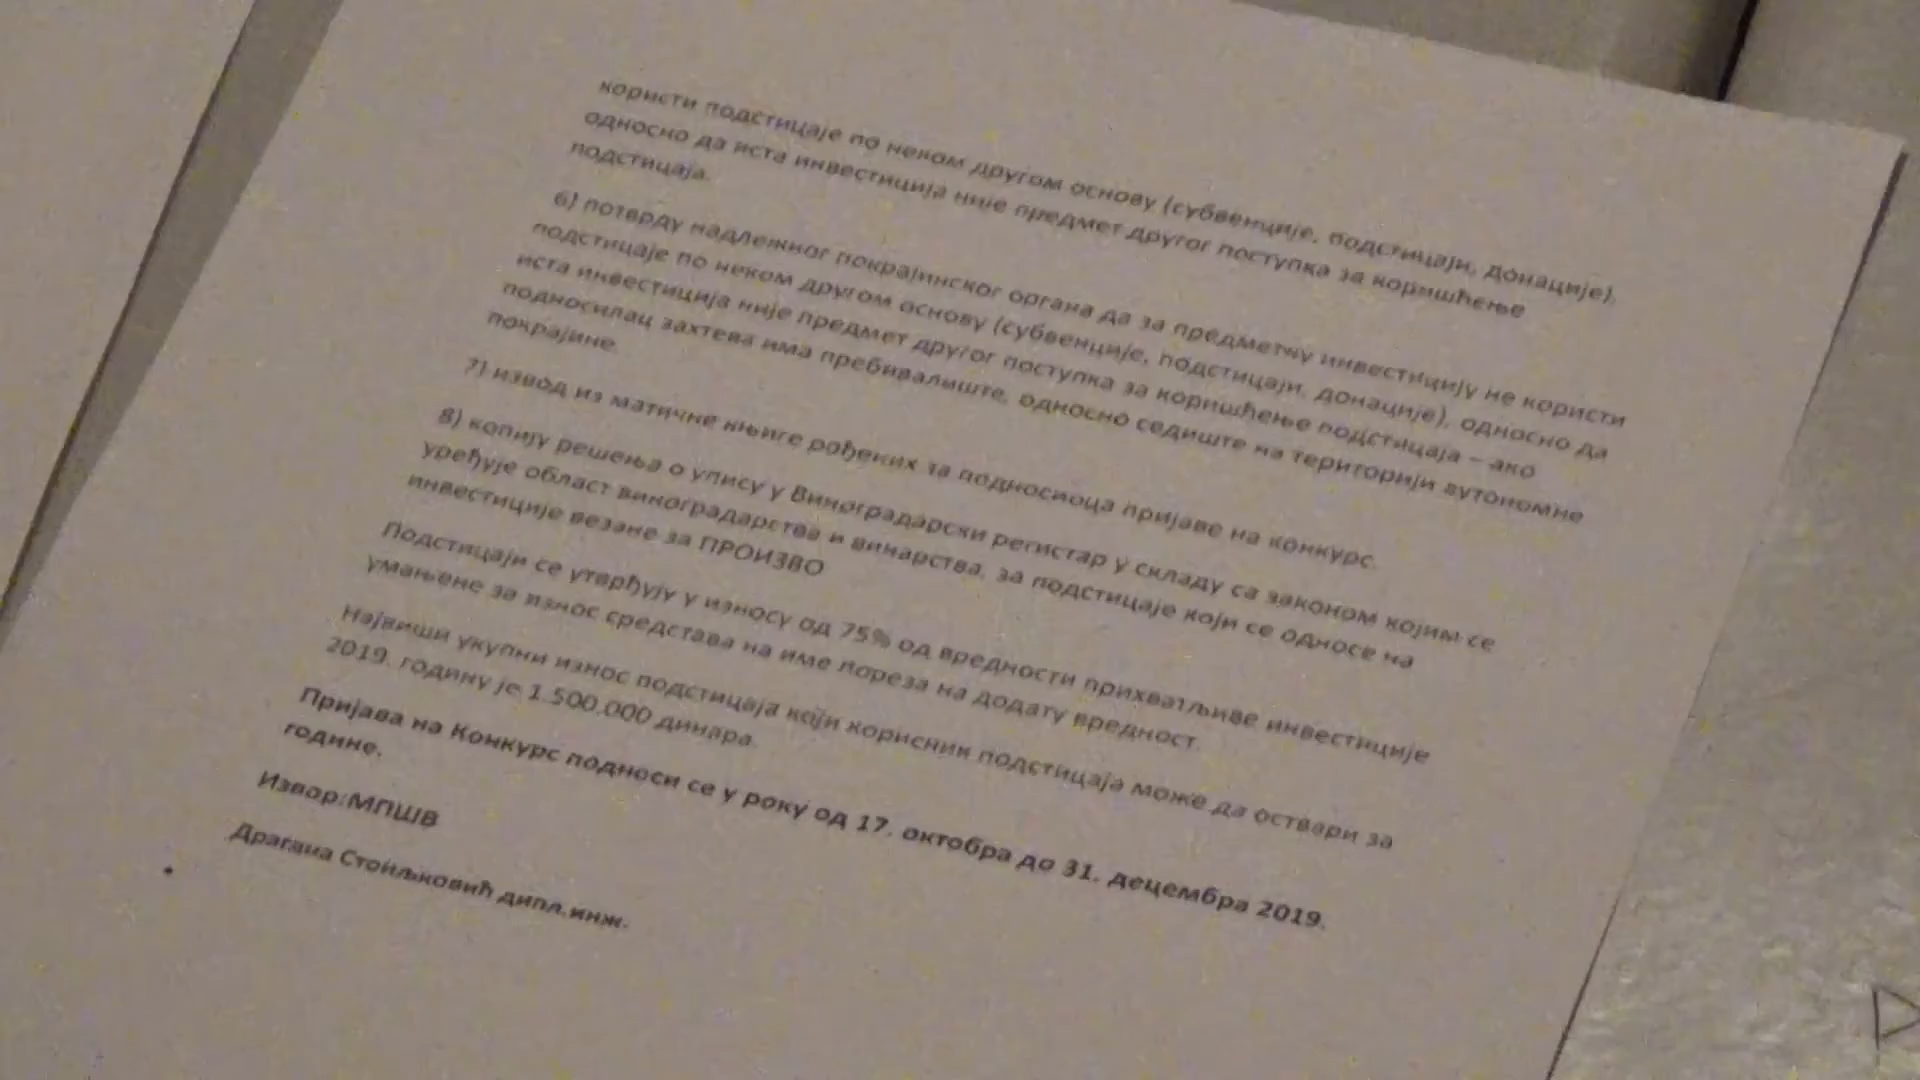 користи подстицаје по неком другом основу (субвенције, подстицаји, донације),
односно да иста инвестиција није предмет другог поступка за коришћење
подстицаја.
6) потврду надлежног покрајинског органа да за предметну инвестицију не користи
подстицаје по неком другом основу (субвенције, подстицаји, донације), односно да
иста инвестиција није предмет другог поступка за коришћење подстицаја – ако
подносилац захтева има пребивалиште, односно седиште на територији аутономне
покрајине.
7) извод из матичне књиге рођених за подносиоца пријаве на конкурс.
8) копију решења о упису у Виноградарски регистар у складу са законом којим се
уређује област виноградарства и винарства, за подстицаје који се односе на
инвестиције везане за ПРОИЗВО
Подстицаји се утврђују у износу од 75% од вредности прихватљиве инвестиције
умањене за износ средстава на име пореза на додату вредност.
Највиши укупни износ подстицаја који корисник подстицаја може да оствари за
2019. годину је 1.500.000 динара.
Пријава на Конкурс подноси се у року од 17. октобра до 31. децембра 2019.
године.
Извор:МПШВ
Драгана Стоиљковић дипл.инж.